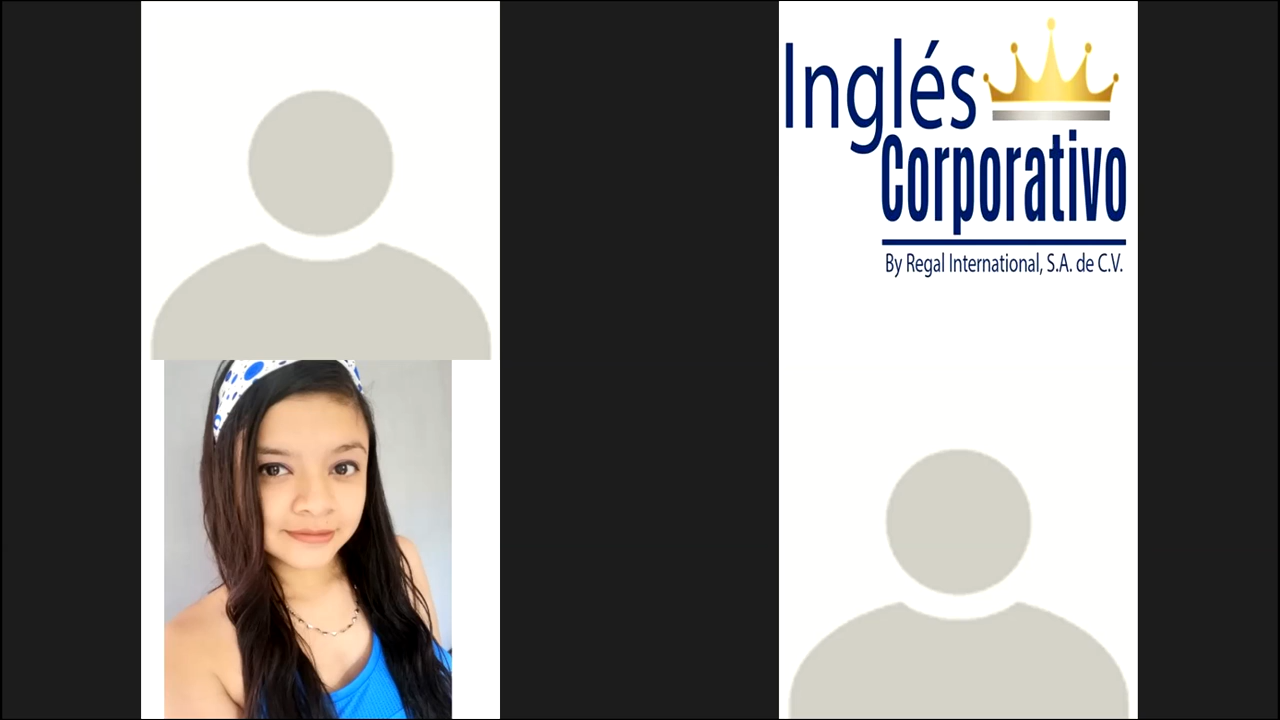 Inglés
Corporativo
By Regal International, S.A. de C.V.